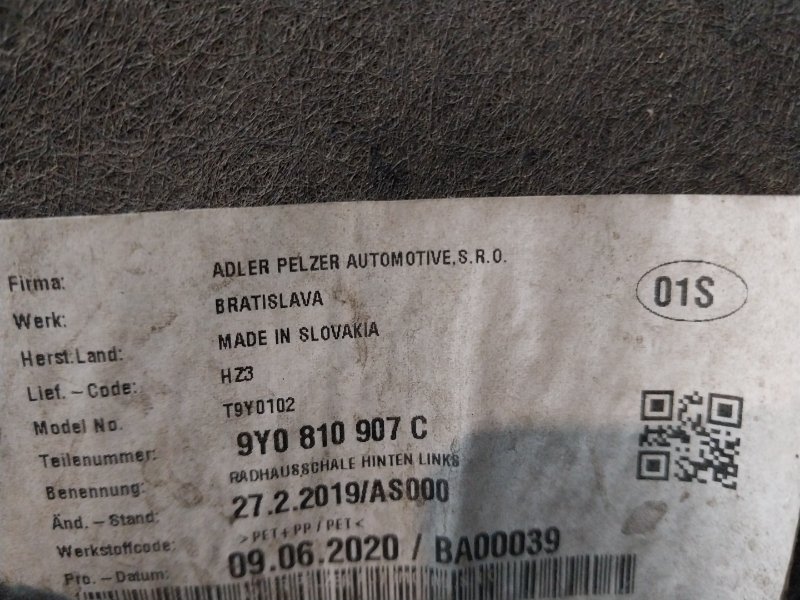 Firma: ADLER PELZER AUTOMOTIVE,S.R.O.
Werk: BRATISLAVA
01S
Herst.Land: MADE IN SLOVAKIA
Lief.-Code: HZ3
Model No. T9Y0102
Teilenummer: 9Y0 810 907 C
Benennung: RADHAUSSCHALE HINTEN LINKS
Änd.-Stand: 27.2.2019/AS000
Werkstoffcode: >PET+PP/PET<
Pro.-Datum: 09.06.2020 / BA00039